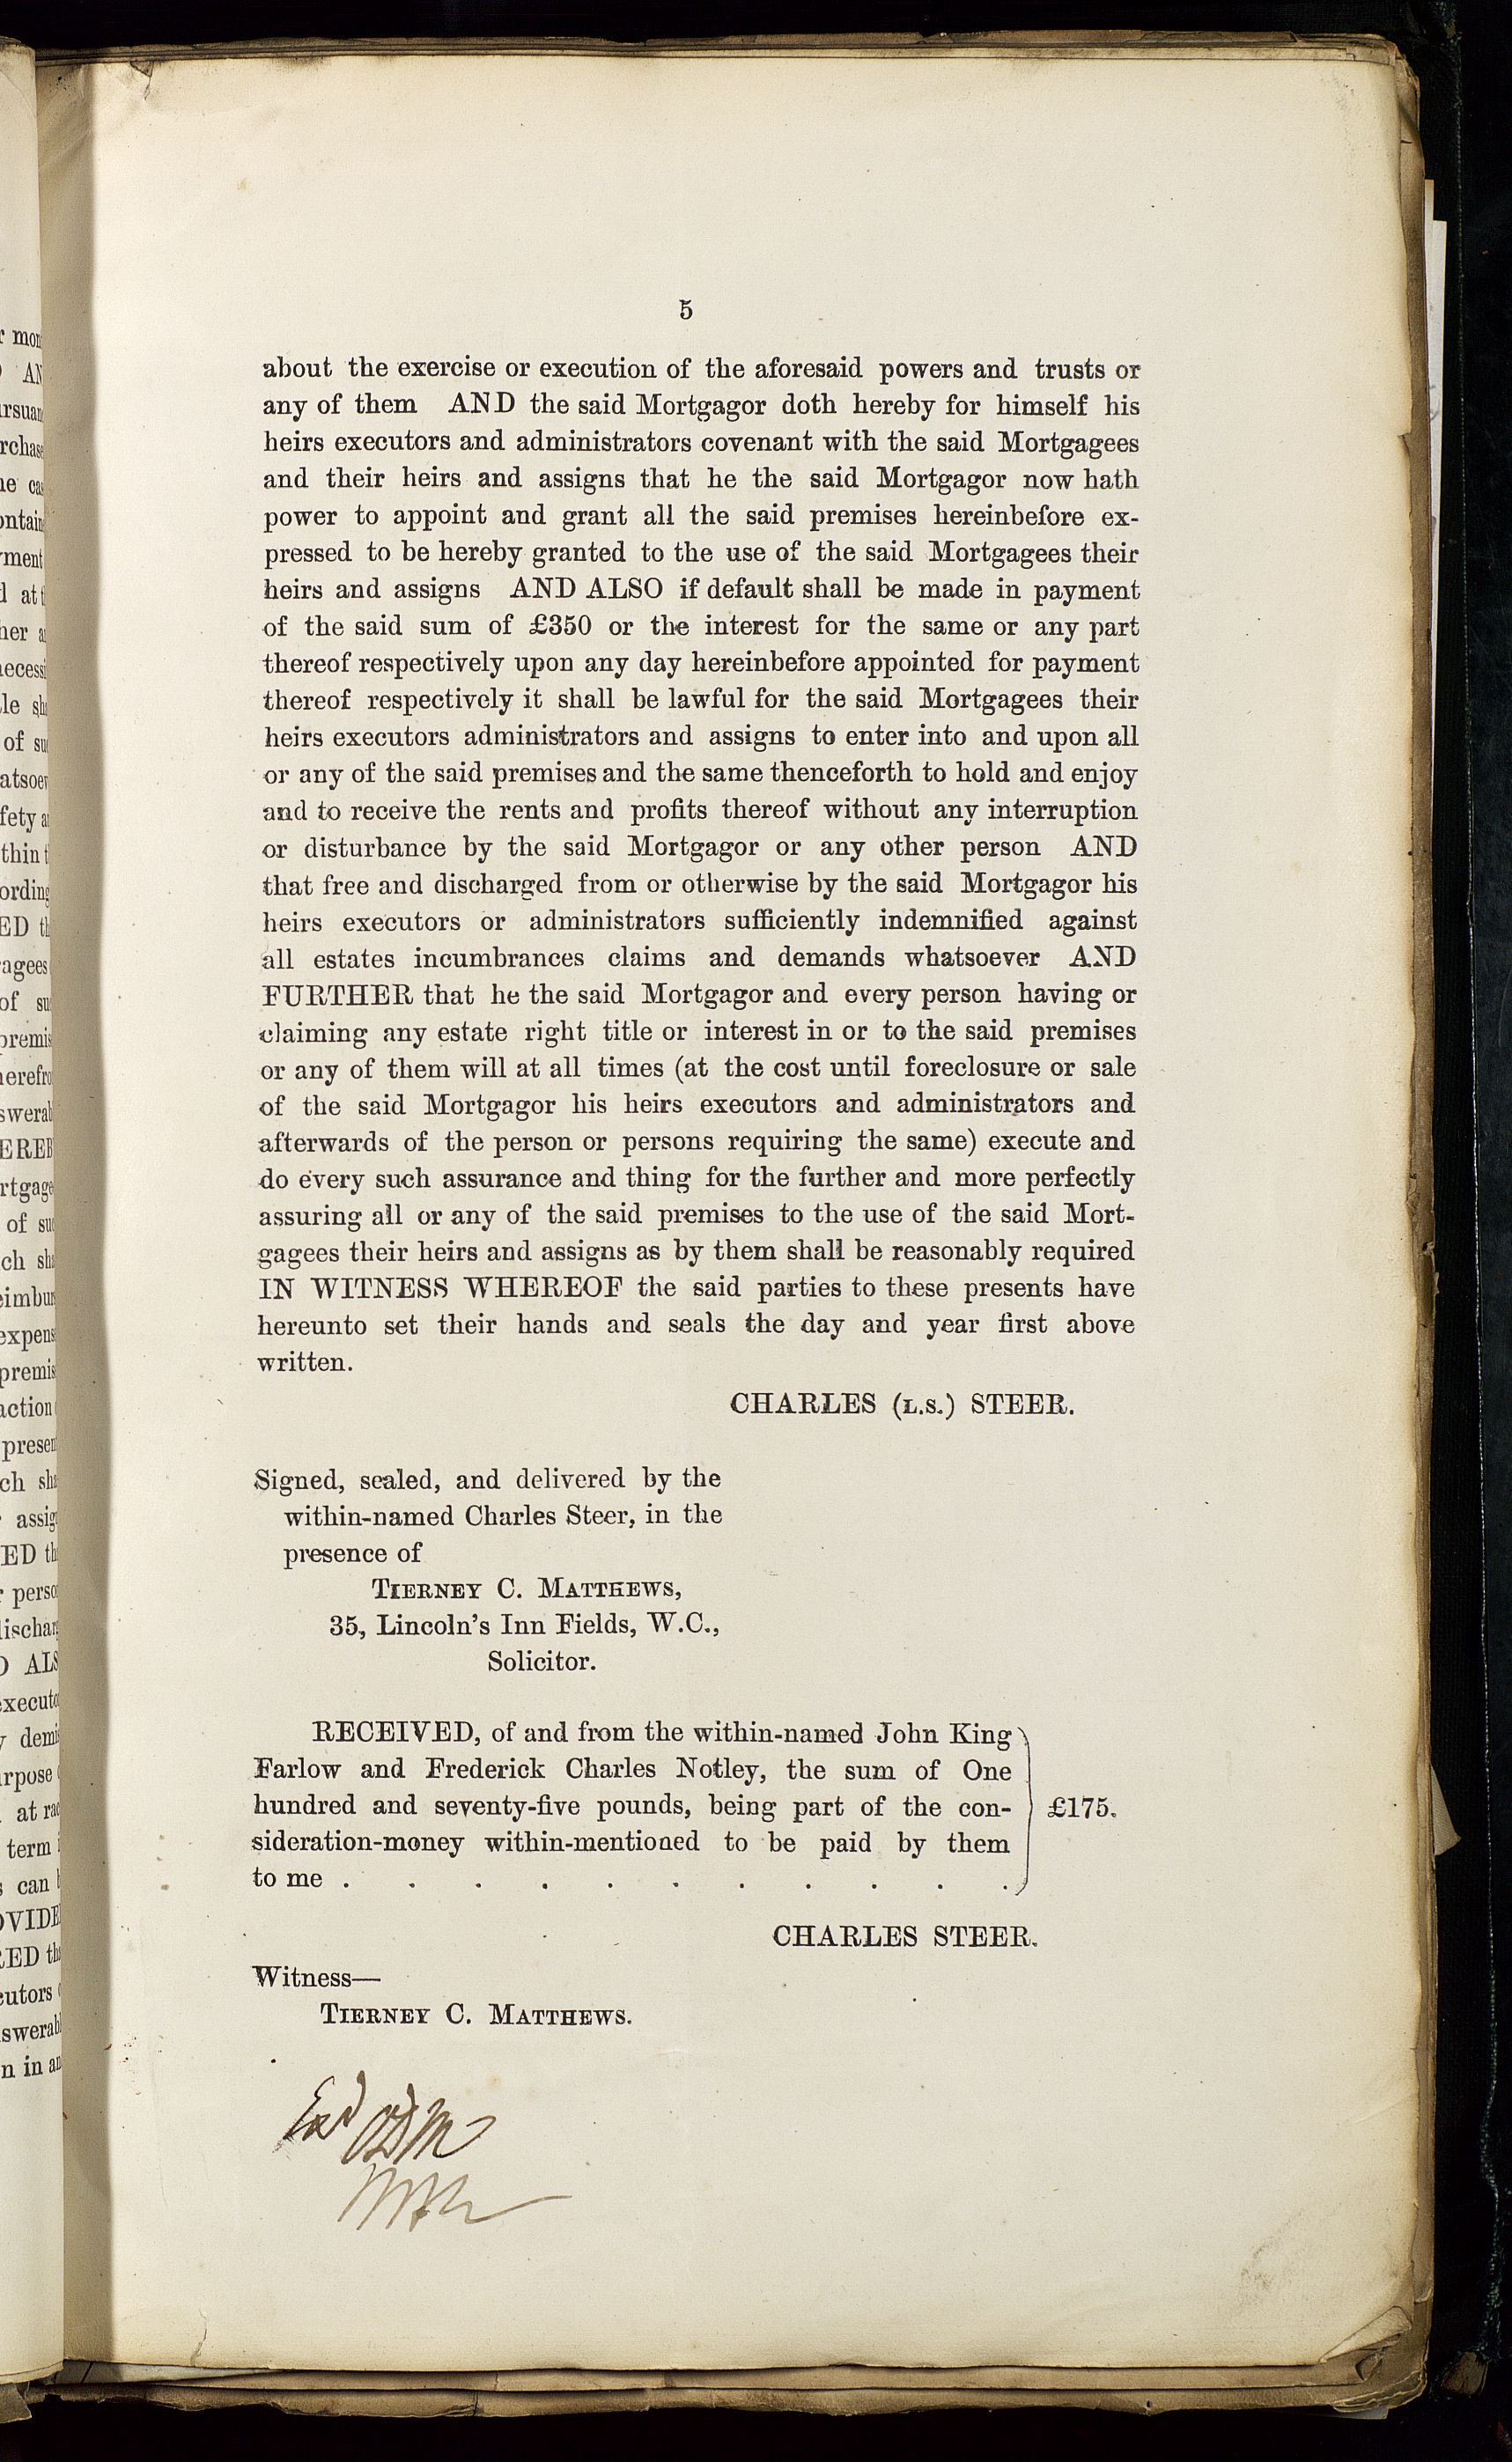 5
about the exercise or execution of the aforesaid powers and trusts or
any of them AND the said Mortgagor doth hereby for himself his
heirs executors and administrators covenant with the said Mortgagees
and their heirs and assigns that he the said Mortgagor now hath
power to appoint and grant all the said premises hereinbefore ex-
pressed to be hereby granted to the use of the said Mortgagees their
heirs and assigns AND ALSO if default shall be made in payment
of the said sum of £350 or the interest for the same or any part
thereof respectively upon any day hereinbefore appointed for payment
thereof respectively it shall be lawful for the said Mortgagees their
heirs executors administrators and assigns to enter into and upon all
or any of the said premises and the same thenceforth to hold and enjoy
and to receive the rents and profits thereof without any interruption
or disturbance by the said Mortgagor or any other person AND
that free and discharged from or otherwise by the said Mortgagor his
heirs executors or administrators sufficiently indemnified against
all estates incumbrances claims and demands whatsoever AND
FURTHER that he the said Mortgagor and every person having or
claiming any estate right title or interest in or to the said premises
or any of them will at all times (at the cost until foreclosure or sale
of the said Mortgagor his heirs executors and administrators and
afterwards of the person or persons requiring the same) execute and
do every such assurance and thing for the further and more perfectly
assuring all or any of the said premises to the use of the said Mort-
gagees their heirs and assigns as by them shall be reasonably required
IN WITNESS WHEREOF the said parties to these presents have
hereunto set their hands and seals the day and year first above
written.
CHARLES (L.S.) STEER.
Signed, sealed, and delivered by the
within-named Charles Steer, in the
presence of
TIERNEY C. MATTHEWS,
35, Lincoln's Inn Fields, W.C.,
Solicitor.
RECEIVED, of and from the within-named John King
Farlow and Frederick Charles Notley, the sum of One
hundred and seventy-five pounds, being part of the con-
sideration-money within-mentioned to be paid by them
to me . . . . . . . . . . .
£175.
CHARLES STEER.
Witness—
TIERNEY C. MATTHEWS.